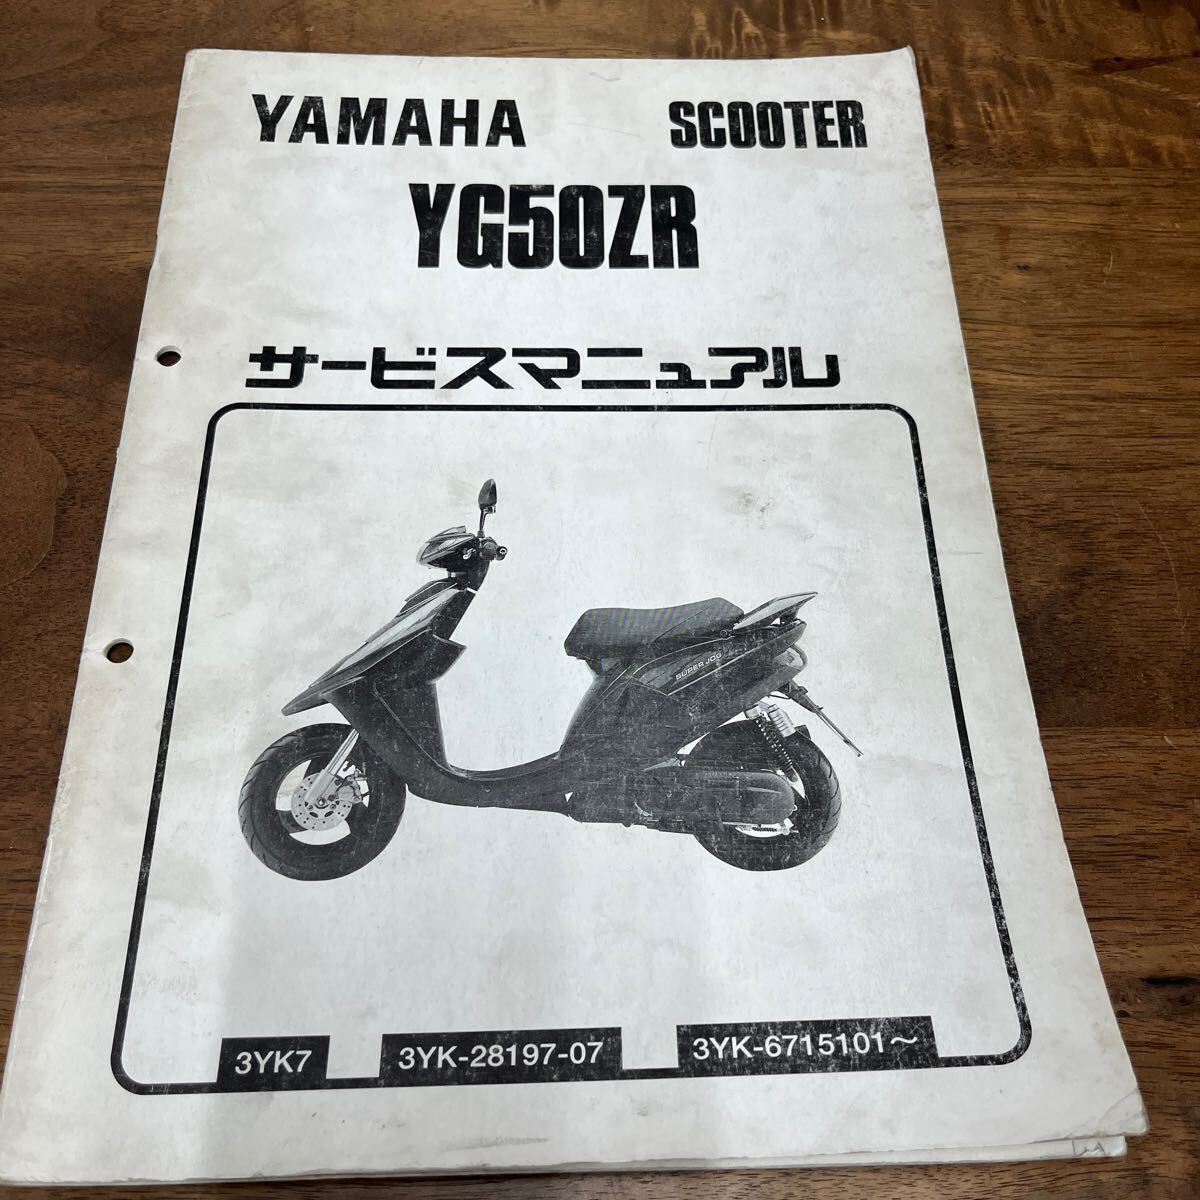 YAMAHA SCOOTER
YG50ZR
サービスマニュアル
SUPER JOG
3YK7 3YK-28197-07 3YK-6715101～